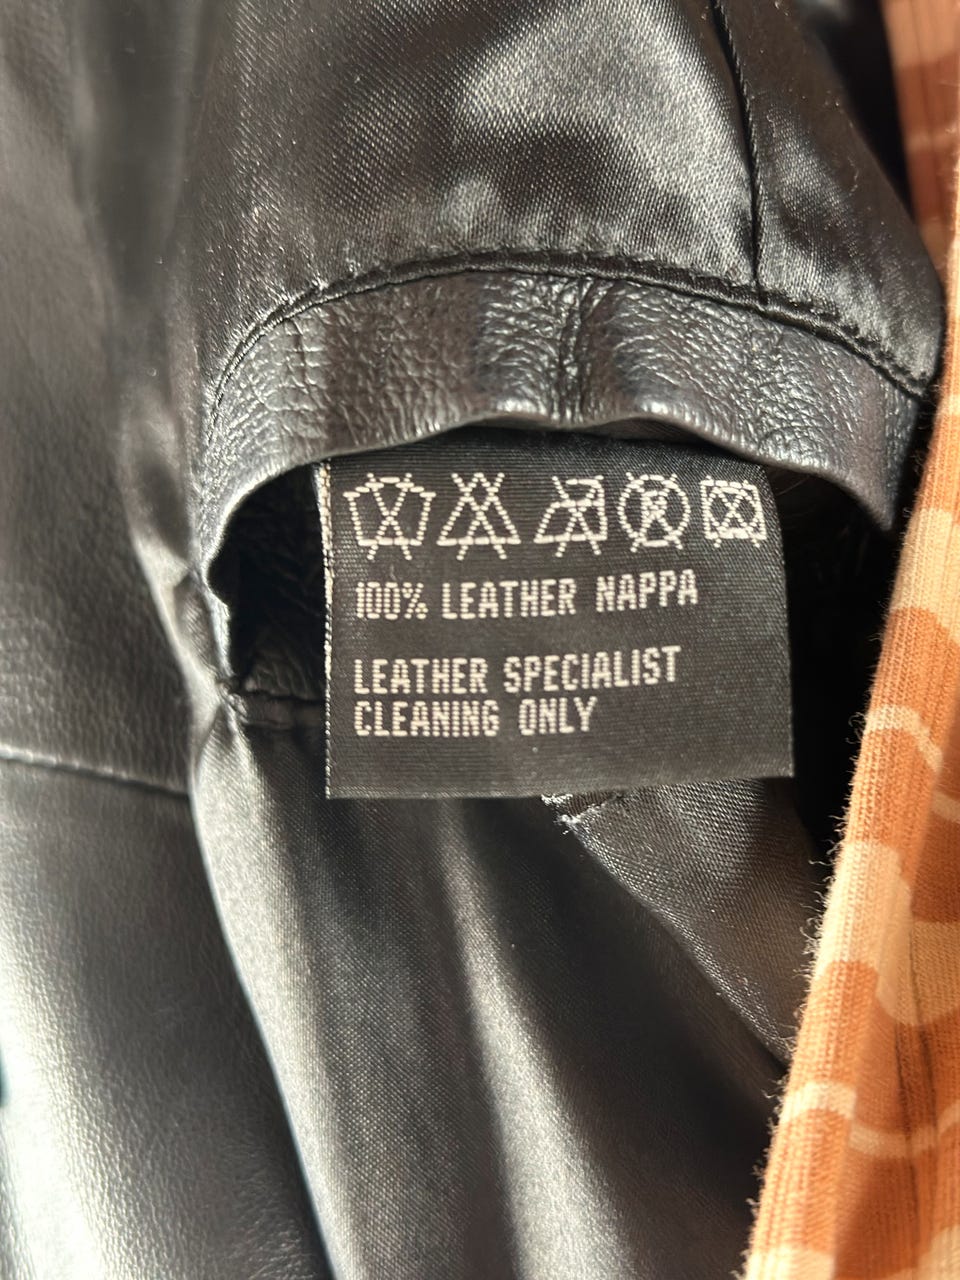 100% LEATHER NAPPA
LEATHER SPECIALIST
CLEANING ONLY